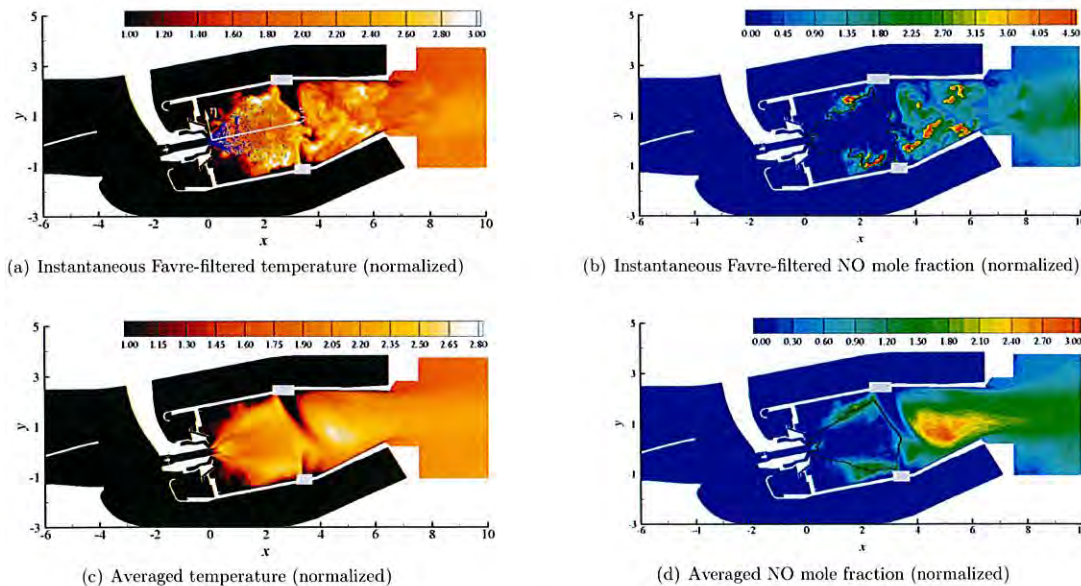 5
3
y
1
-1
-3
1.00 1.20 1.40 1.60 1.80 2.00 2.20 2.40 2.60 2.80 3.00
-6 -4 -2 0 2 4 6 8 10
x
(a) Instantaneous Favre-filtered temperature (normalized)
5
3
y
1
-1
-3
0.00 0.45 0.90 1.35 1.80 2.25 2.70 3.15 3.60 4.05 4.50
-6 -4 -2 0 2 4 6 8
x
(b) Instantaneous Favre-filtered NO mole fraction (normalized)
5
3
y
1
-1
-3
1.00 1.15 1.30 1.45 1.60 1.75 1.90 2.05 2.20 2.35 2.50 2.65 2.80
-6 -4 -2 0 2 4 6 8 10
x
(c) Averaged temperature (normalized)
5
3
y
1
-1
-3
0.00 0.30 0.60 0.90 1.20 1.50 1.80 2.10 2.40 2.70 3.00
-6 -4 -2 0 2 4 6 8
x
(d) Averaged NO mole fraction (normalized)